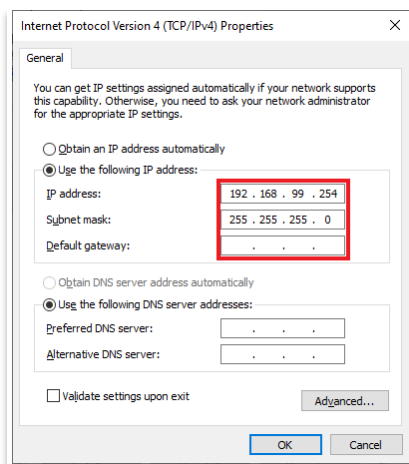 Internet Protocol Version 4 (TCP/IPv4) Properties
General
You can get IP settings assigned automatically if your network supports
this capability. Otherwise, you need to ask your network administrator
for the appropriate IP settings.
Obtain an IP address automatically
Use the following IP address:
IP address: 192 . 168 . 99 . 254
Subnet mask: 255 . 255 . 255 . 0
Default gateway: . . .
Obtain DNS server address automatically
Use the following DNS server addresses:
Preferred DNS server: . . .
Alternative DNS server: . . .
Validate settings upon exit
Advanced...
OK Cancel